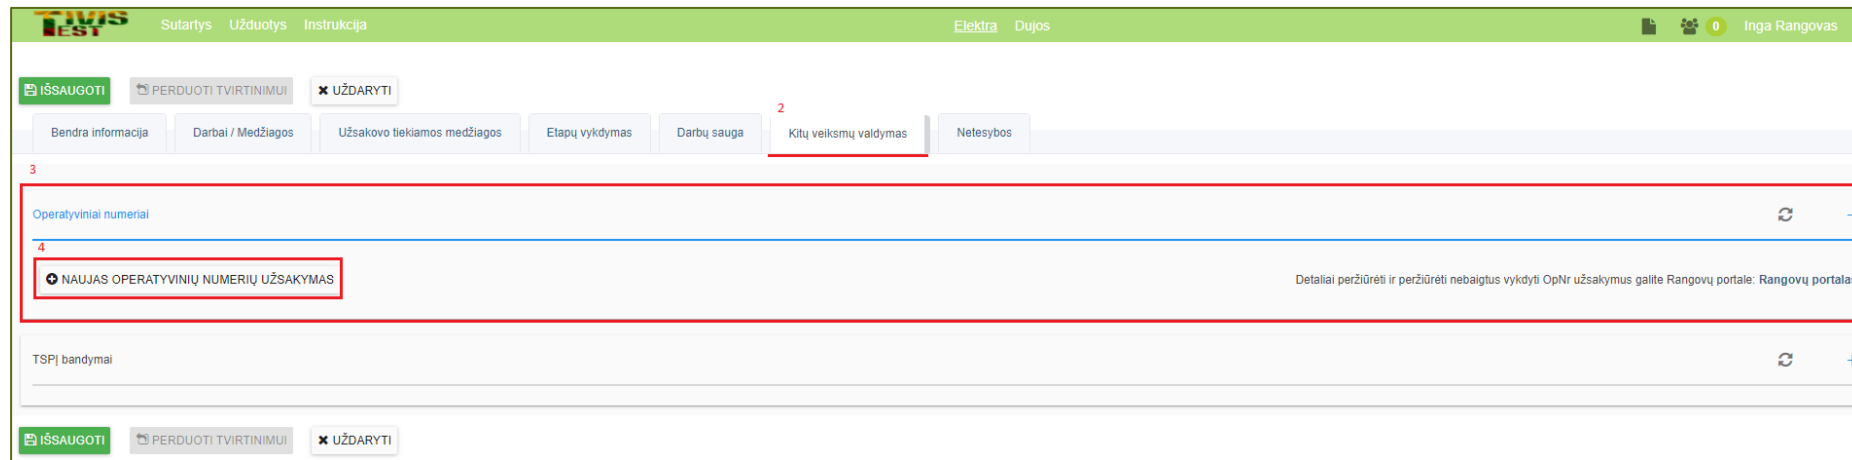 TIVIS TEST Sutartys Užduotys Instrukcija Elektra Dujos 0 Inga Rangovas
IŠSAUGOTI PERDUOTI TVIRTINIMUI UŽDARYTI
2
Bendra informacija Darbai / Medžiagos Užsakovo tiekiamos medžiagos Etapų vykdymas Darbų sauga Kitų veiksmų valdymas Netesybos
3
Operatyviniai numeriai
4
NAUJAS OPERATYVINIŲ NUMERIŲ UŽSAKYMAS Detaliai peržiūrėti ir peržiūrėti nebaigtus vykdyti OpNr užsakymus galite Rangovų portale: Rangovų portalas
TSPĮ bandymai
IŠSAUGOTI PERDUOTI TVIRTINIMUI UŽDARYTI